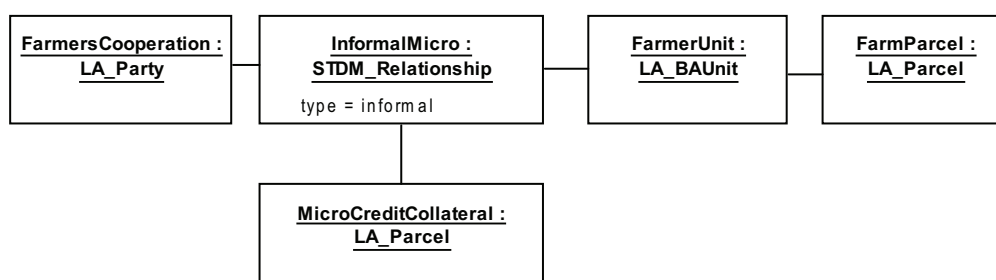 FarmersCooperation :
LA_Party
InformalMicro :
STDM_Relationship
type = informal
FarmerUnit :
LA_BAUnit
FarmParcel :
LA_Parcel
MicroCreditCollateral :
LA_Parcel